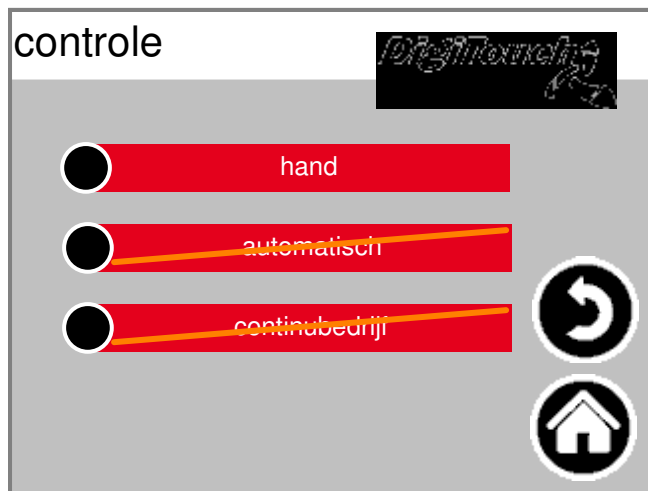 controle
DigiTouch
hand
automatisch
continubedrijf